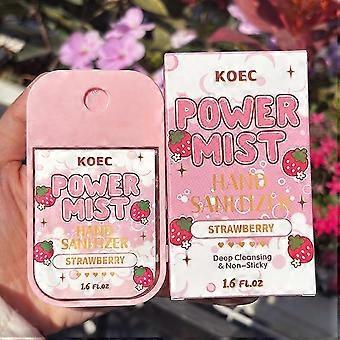 KOEC
POWER
MIST
HAND
SANITIZER
STRAWBERRY
1.6 FL.OZ
KOEC
POWER
MIST
HAND
SANITIZER
STRAWBERRY
Deep Cleansing
& Non-Sticky
1.6 FL.OZ